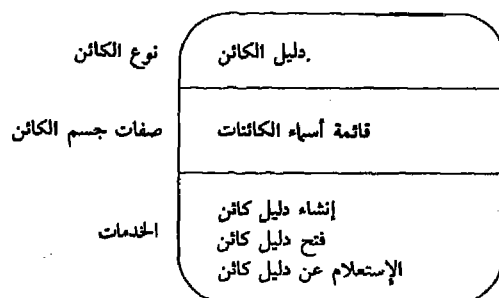 نوع الكائن
دليل الكائن
صفات جسم الكائن
قائمة أسماء الكائنات
الخدمات
إنشاء دليل كائن
فتح دليل كائن
الإستعلام عن دليل كائن